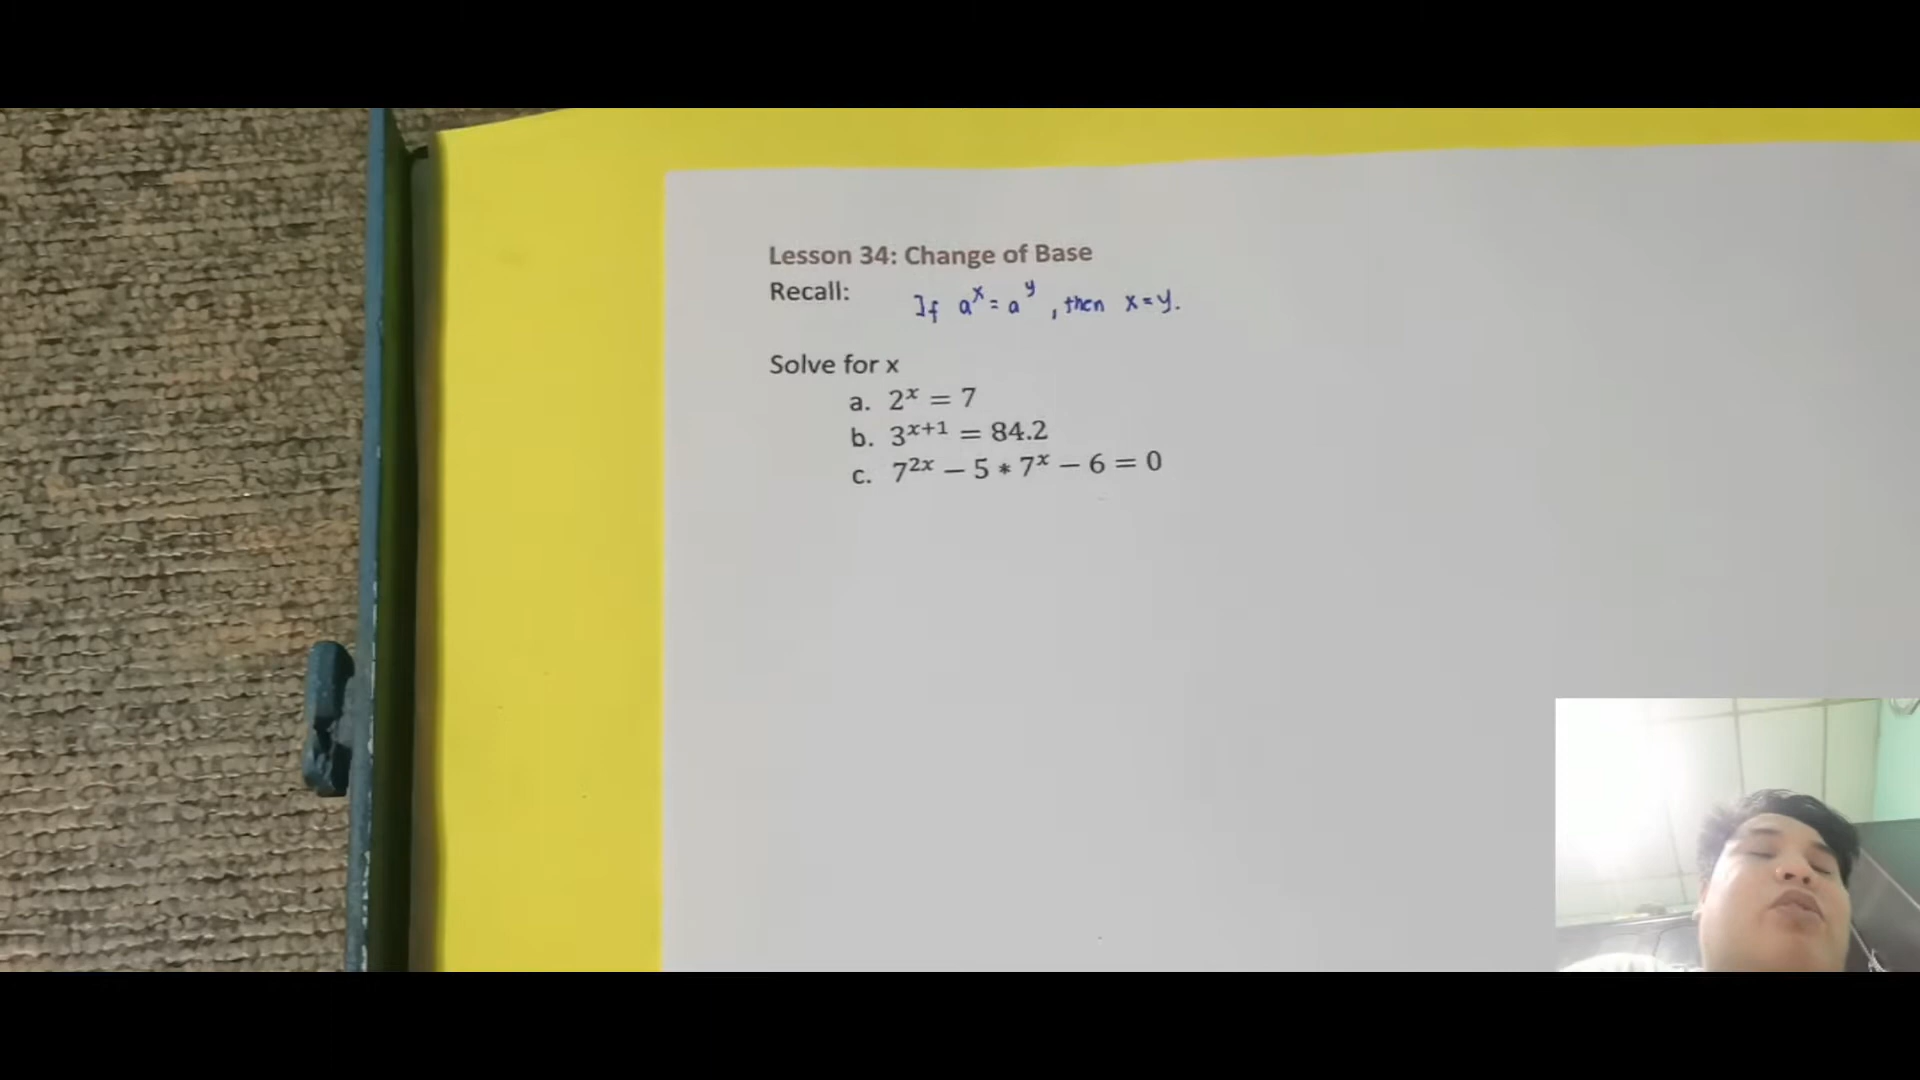 Lesson 34: Change of Base
Recall: If a^x = a^y, then x = y.
Solve for x
a. 2^x = 7
b. 3^{x+1} = 84.2
c. 7^{2x} − 5 * 7^x − 6 = 0